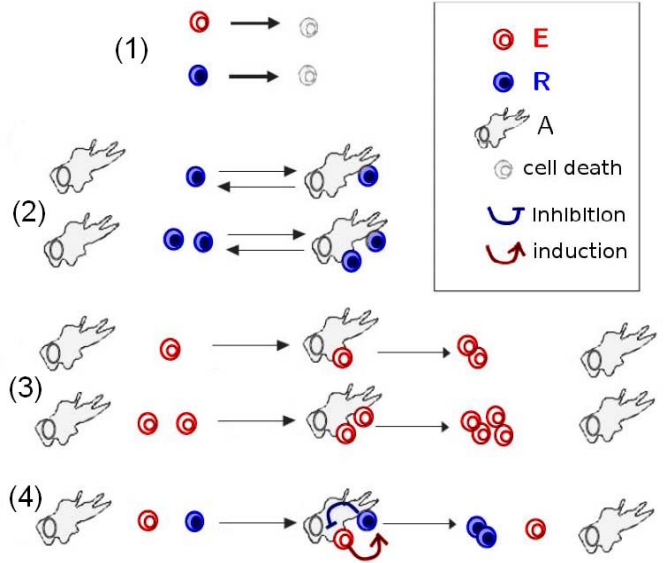 (1)
(2)
(3)
(4)
E
R
A
cell death
inhibition
induction